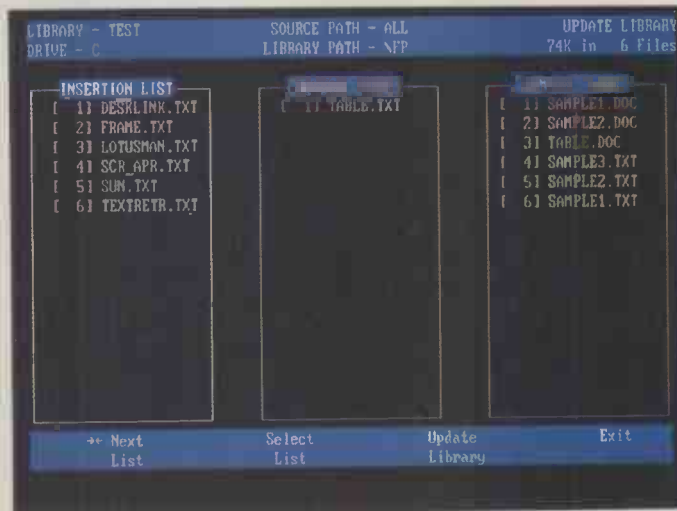 LIBRARY - TEST SOURCE PATH - ALL UPDATE LIBRARY
DRIVE - C LIBRARY PATH - \FP 74K in 6 Files
INSERTION LIST
[ 1] DESKLINK.TXT
[ 2] FRAME.TXT
[ 3] LOTUSMAN.TXT
[ 4] SCR_APR.TXT
[ 5] SUN.TXT
[ 6] TEXTRETR.TXT
[ 1] TABLE.TXT
[ 1] SAMPLE1.DOC
[ 2] SAMPLE2.DOC
[ 3] TABLE.DOC
[ 4] SAMPLE3.TXT
[ 5] SAMPLE2.TXT
[ 6] SAMPLE1.TXT
→← Next Select Update Exit
List List Library